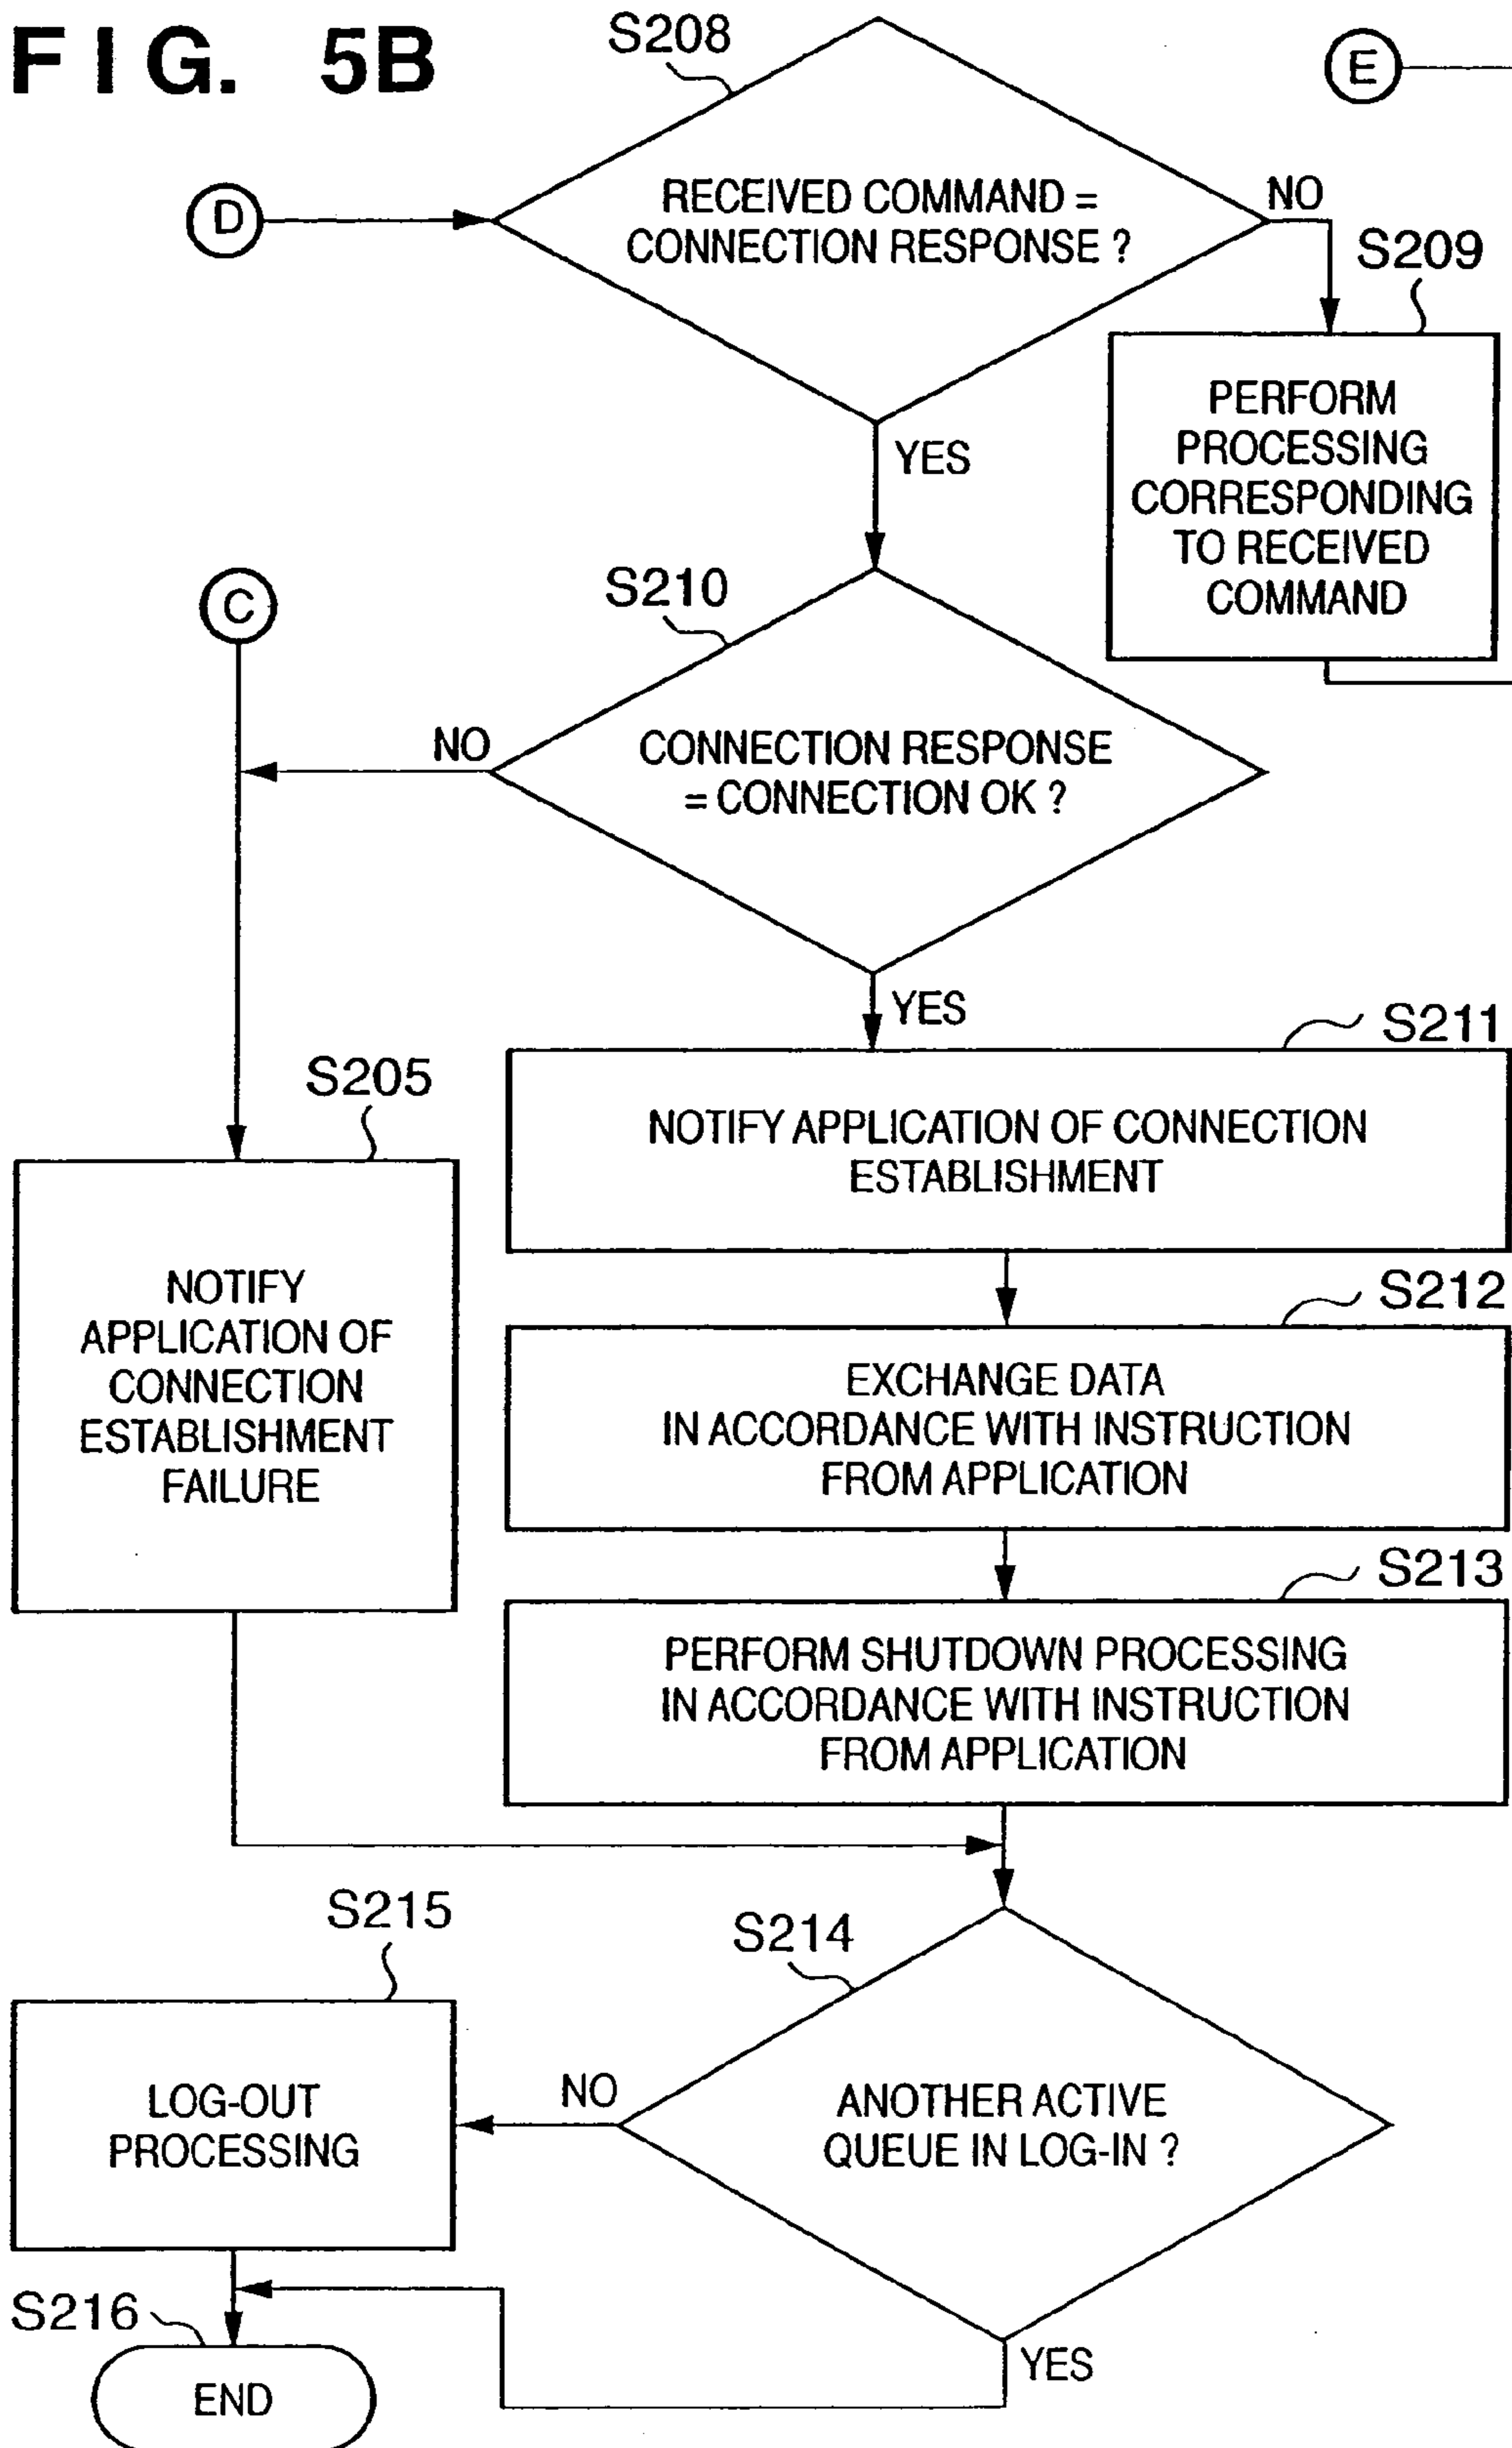 FIG. 5B
S208
E
D
RECEIVED COMMAND =
CONNECTION RESPONSE ?
NO
S209
PERFORM
PROCESSING
CORRESPONDING
TO RECEIVED
COMMAND
YES
C
S210
NO
CONNECTION RESPONSE
= CONNECTION OK ?
YES
S211
NOTIFY APPLICATION OF CONNECTION
ESTABLISHMENT
S205
NOTIFY
APPLICATION OF
CONNECTION
ESTABLISHMENT
FAILURE
S212
EXCHANGE DATA
IN ACCORDANCE WITH INSTRUCTION
FROM APPLICATION
S213
PERFORM SHUTDOWN PROCESSING
IN ACCORDANCE WITH INSTRUCTION
FROM APPLICATION
S215
S214
LOG-OUT
PROCESSING
NO
ANOTHER ACTIVE
QUEUE IN LOG-IN ?
S216
YES
END